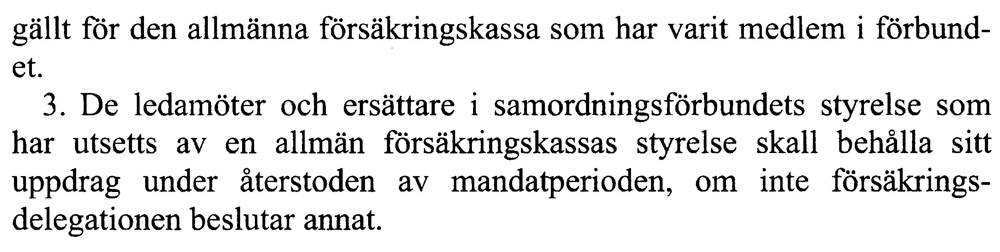 gällt för den allmänna försäkringskassa som har varit medlem i förbund-
et.
3. De ledamöter och ersättare i samordningsförbundets styrelse som
har utsetts av en allmän försäkringskassas styrelse skall behålla sitt
uppdrag under återstoden av mandatperioden, om inte försäkrings-
delegationen beslutar annat.